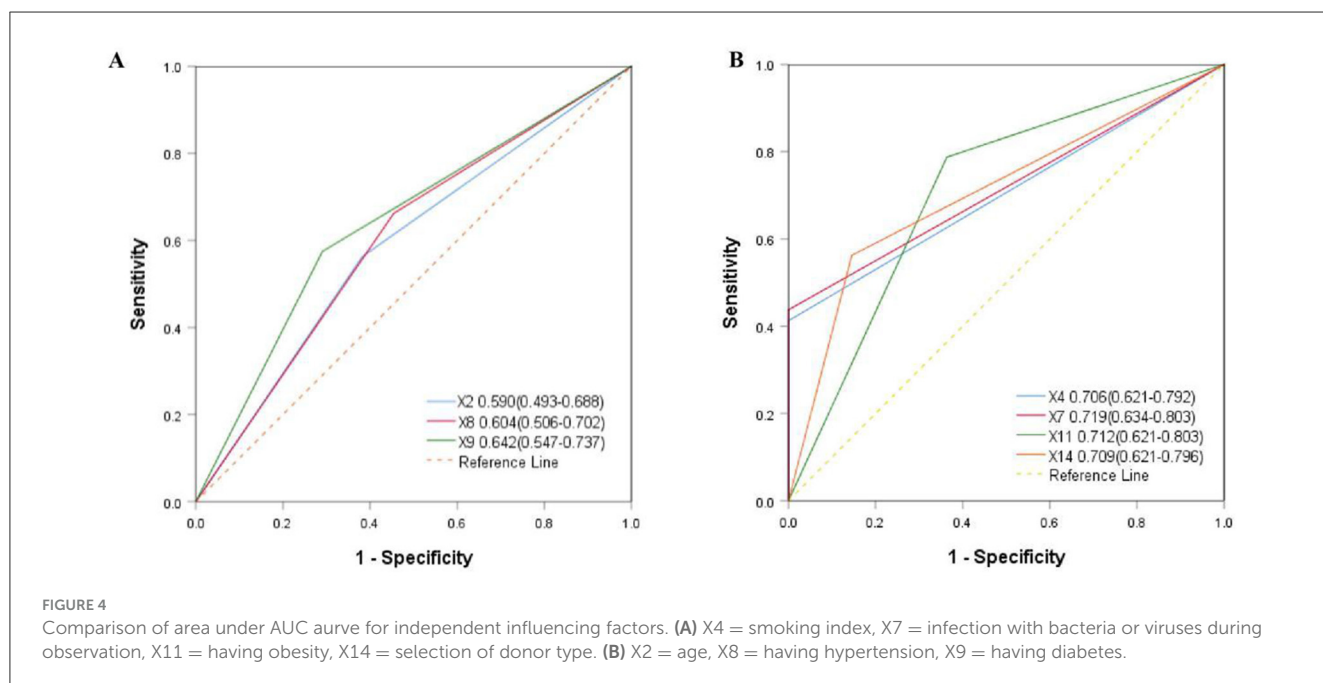 A
1.0
0.8
0.6
0.4
0.2
0.0
0.0 0.2 0.4 0.6 0.8 1.0
Sensitivity
1 - Specificity
X2 0.590(0.493-0.688)
X8 0.604(0.506-0.702)
X9 0.642(0.547-0.737)
Reference Line
B
1.0
0.8
0.6
0.4
0.2
0.0
0.0 0.2 0.4 0.6 0.8 1.0
Sensitivity
1 - Specificity
X4 0.706(0.621-0.792)
X7 0.719(0.634-0.803)
X11 0.712(0.621-0.803)
X14 0.709(0.621-0.796)
Reference Line
FIGURE 4
Comparison of area under AUC aurve for independent influencing factors. (A) X4 = smoking index, X7 = infection with bacteria or viruses during
observation, X11 = having obesity, X14 = selection of donor type. (B) X2 = age, X8 = having hypertension, X9 = having diabetes.